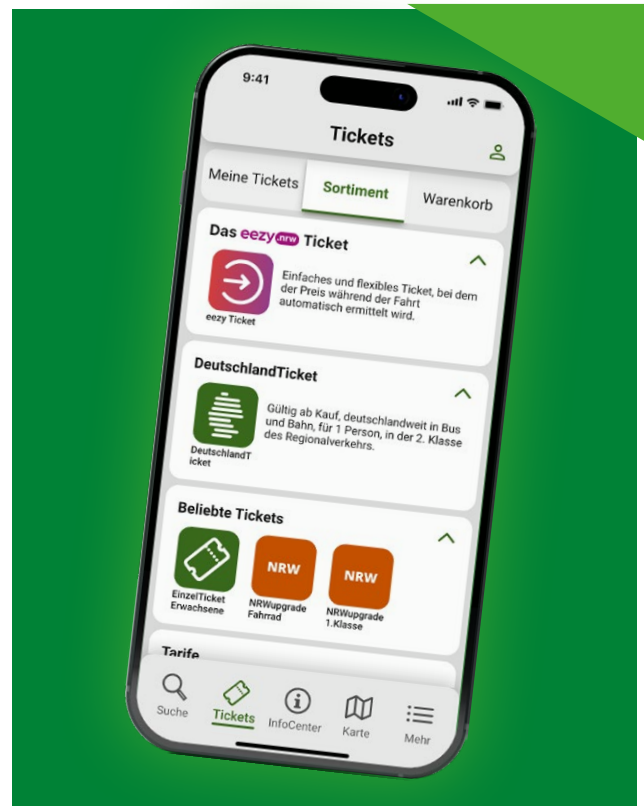 9:41
Tickets
Meine Tickets
Sortiment
Warenkorb
Das eezy.nrw Ticket
Einfaches und flexibles Ticket, bei dem
der Preis während der Fahrt
automatisch ermittelt wird.
eezy Ticket
DeutschlandTicket
Gültig ab Kauf, deutschlandweit in Bus
und Bahn, für 1 Person, in der 2. Klasse
des Regionalverkehrs.
DeutschlandT
icket
Beliebte Tickets
NRW
NRW
EinzelTicket
Erwachsene
NRWupgrade
Fahrrad
NRWupgrade
1.Klasse
Tarife
Suche
Tickets
InfoCenter
Karte
Mehr